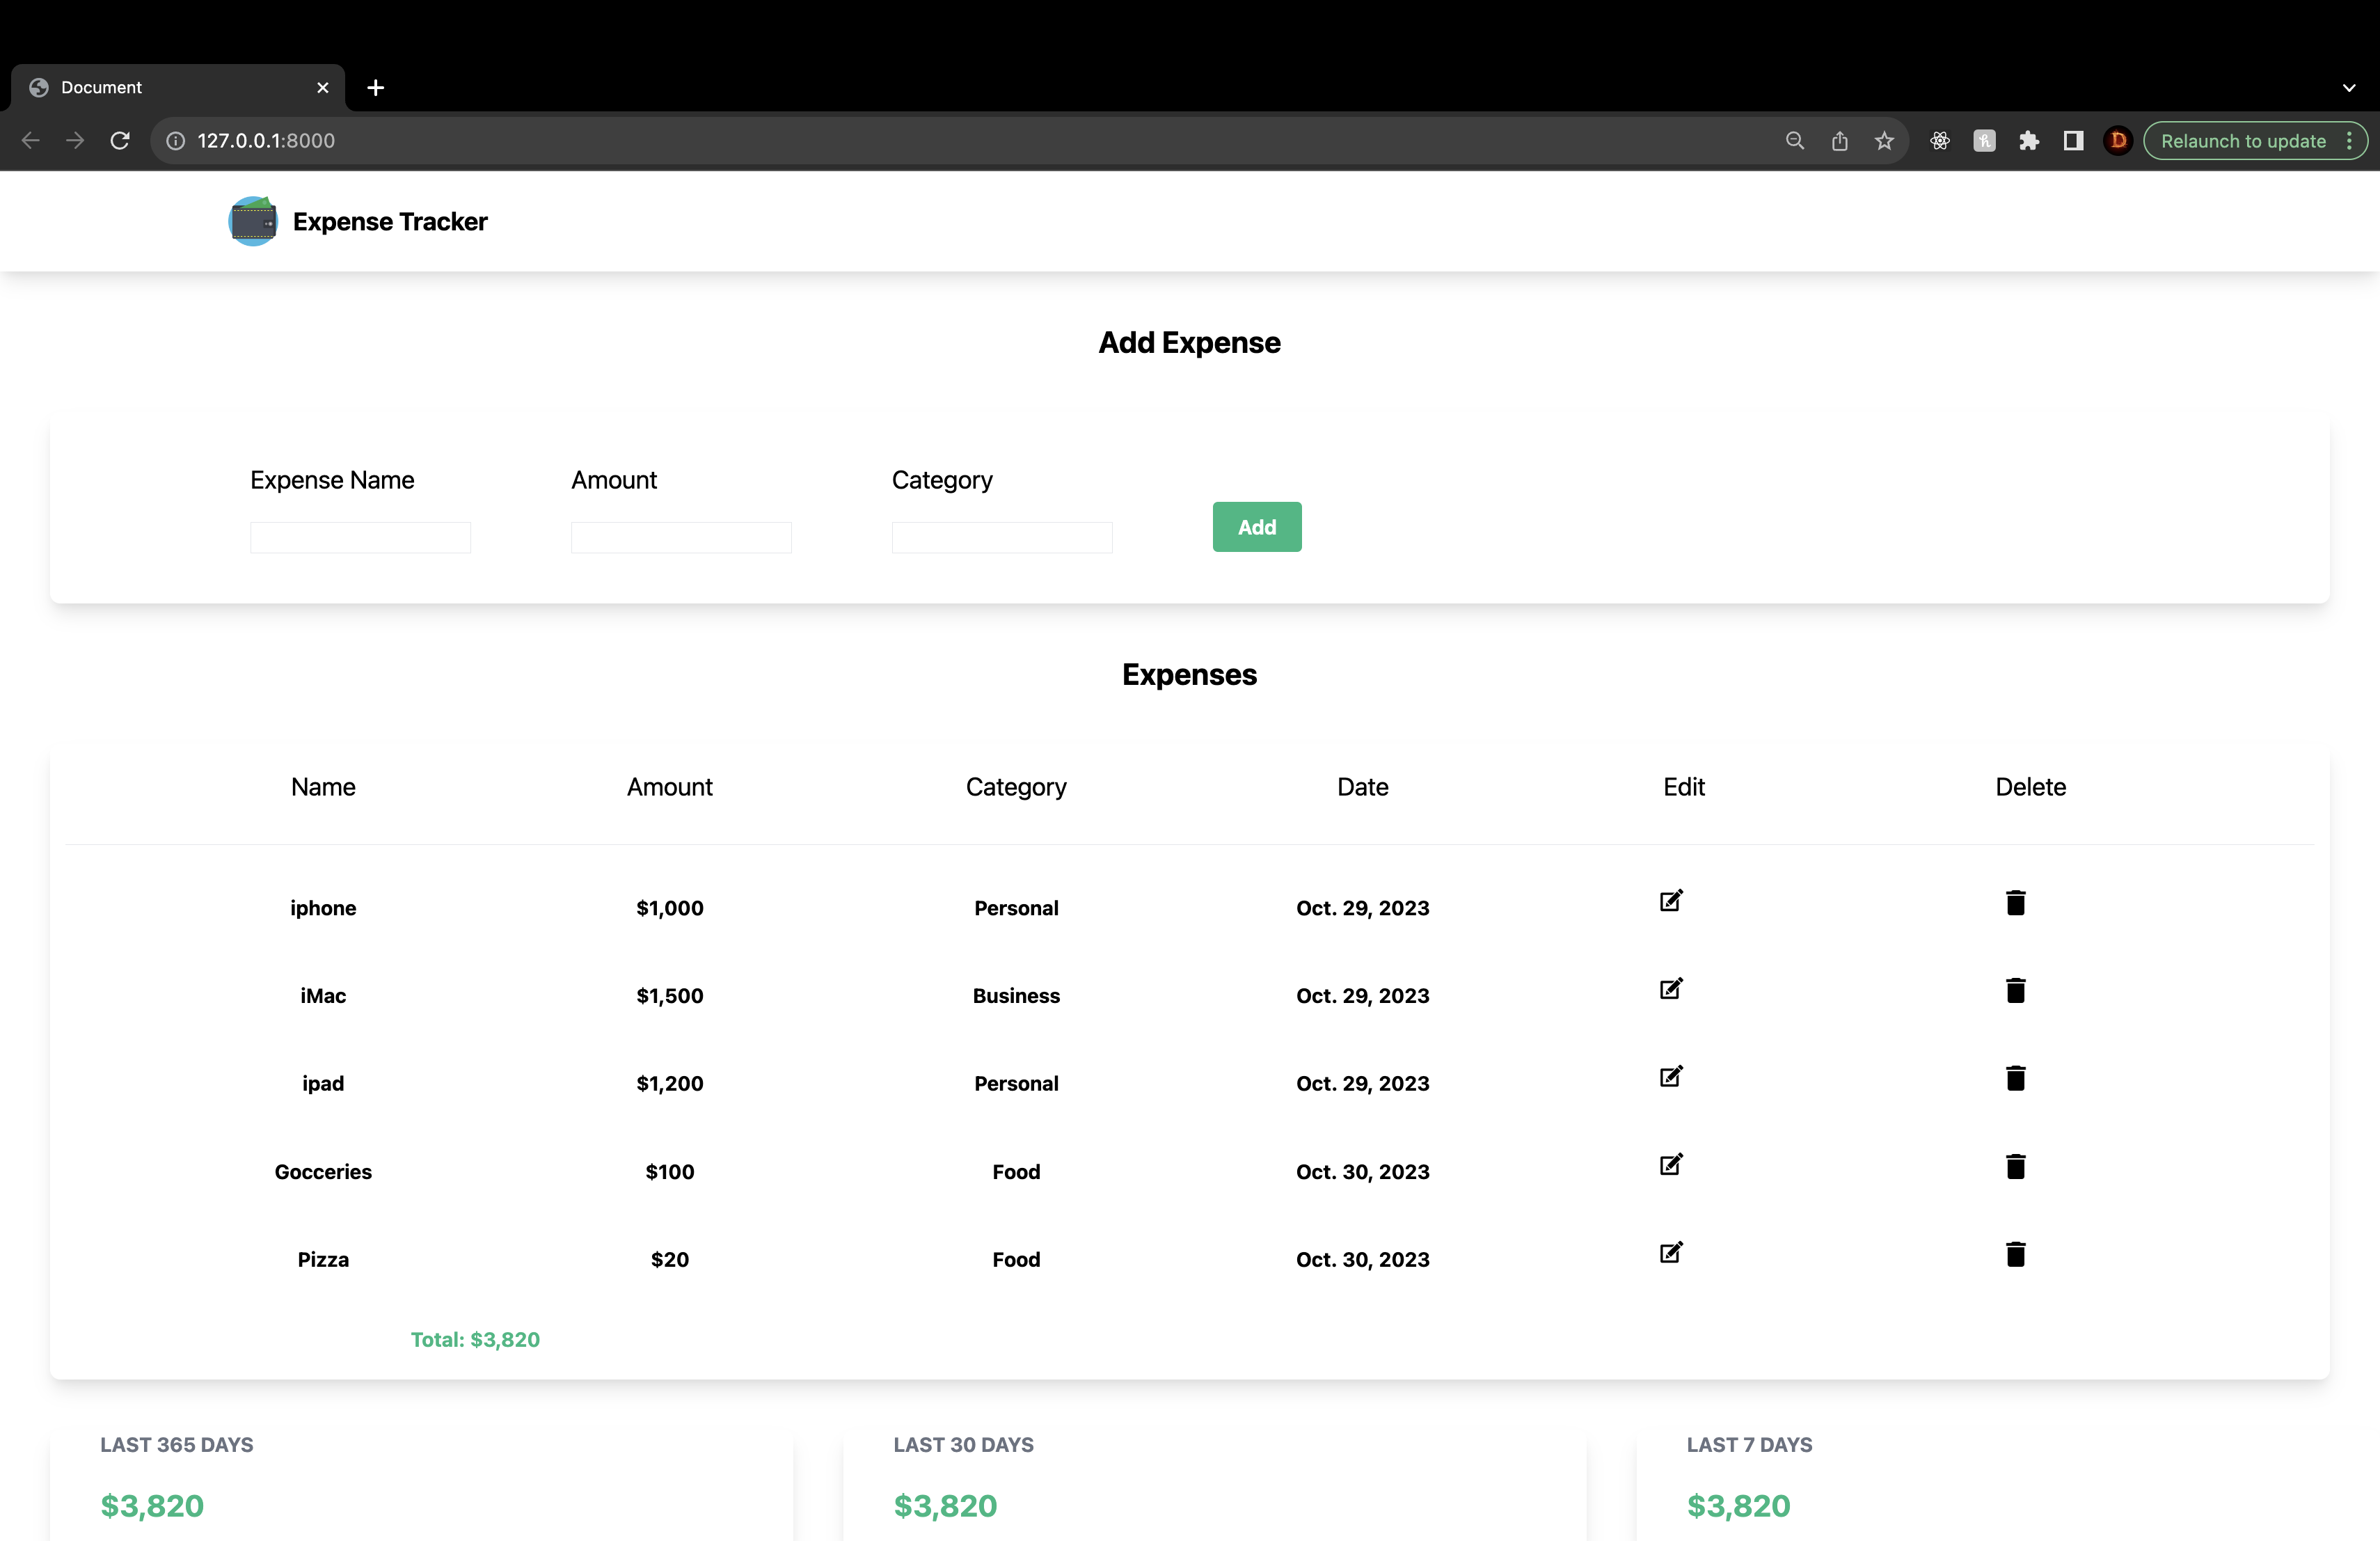 Document
127.0.0.1:8000
Relaunch to update
Expense Tracker
Add Expense
Expense Name Amount Category
Add
Expenses
Name Amount Category Date Edit Delete
iphone $1,000 Personal Oct. 29, 2023
iMac $1,500 Business Oct. 29, 2023
ipad $1,200 Personal Oct. 29, 2023
Gocceries $100 Food Oct. 30, 2023
Pizza $20 Food Oct. 30, 2023
Total: $3,820
LAST 365 DAYS LAST 30 DAYS LAST 7 DAYS
$3,820 $3,820 $3,820